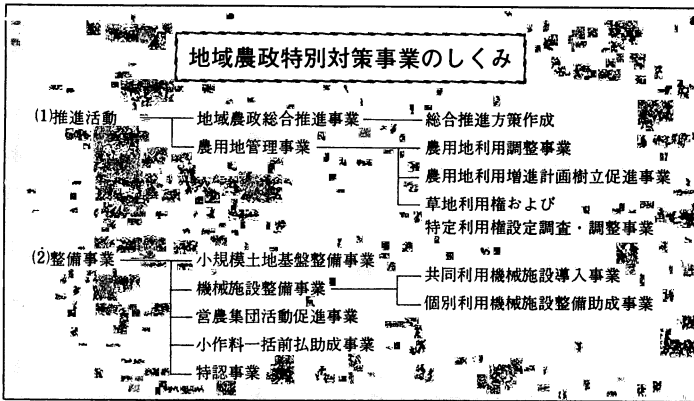 地域農政特別対策事業のしくみ
(1)推進活動 地域農政総合推進事業 総合推進方策作成
農用地管理事業 農用地利用調整事業
農用地利用増進計画樹立促進事業
草地利用権および
特定利用権設定調査・調整事業
(2)整備事業 小規模土地基盤整備事業
機械施設整備事業 共同利用機械施設導入事業
個別利用機械施設整備助成事業
営農集団活動促進事業
小作料一括前払助成事業
特認事業